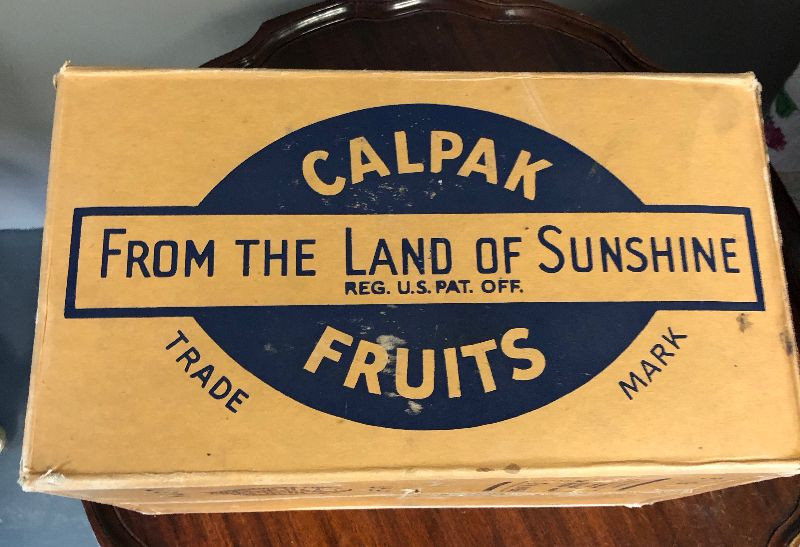 CALPAK
FROM THE LAND OF SUNSHINE
REG. U.S. PAT. OFF.
FRUITS
TRADE MARK